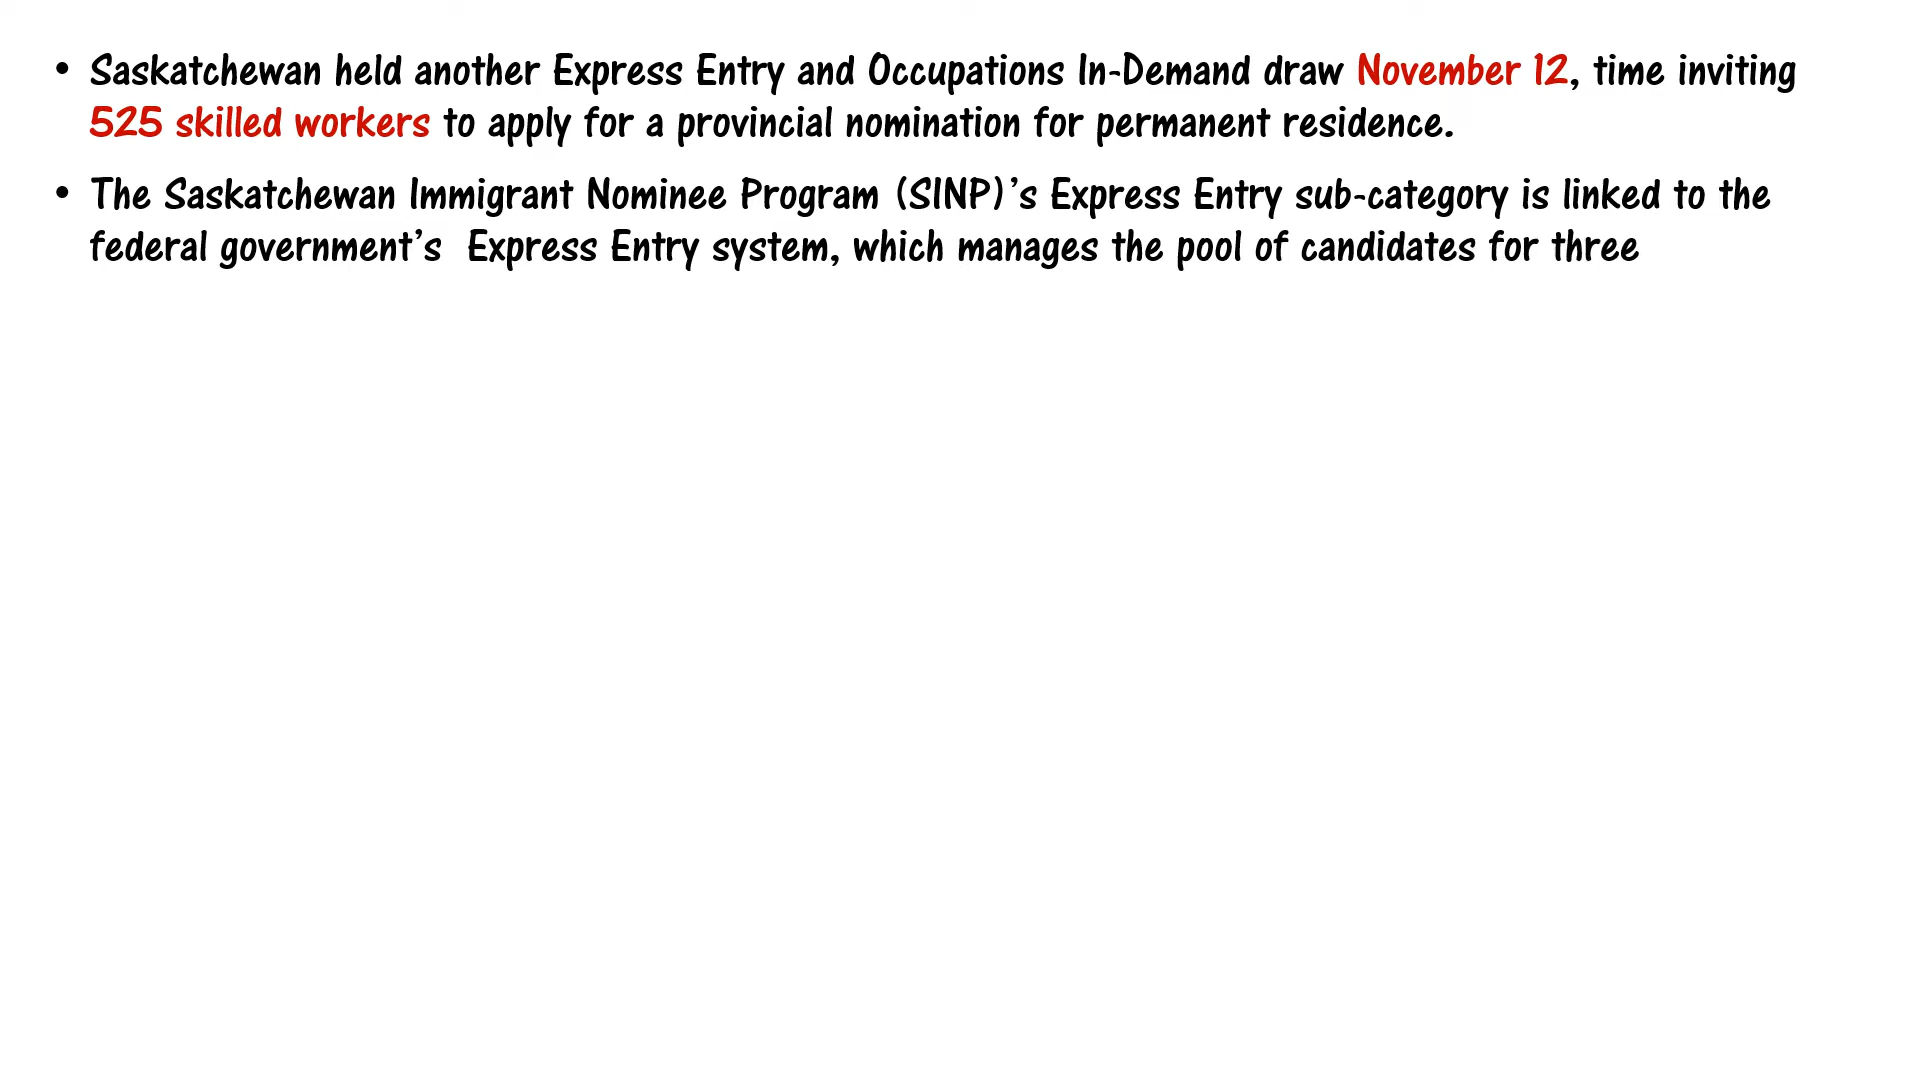 • Saskatchewan held another Express Entry and Occupations In-Demand draw November 12, time inviting
525 skilled workers to apply for a provincial nomination for permanent residence.
• The Saskatchewan Immigrant Nominee Program (SINP)’s Express Entry sub-category is linked to the
federal government’s  Express Entry system, which manages the pool of candidates for three